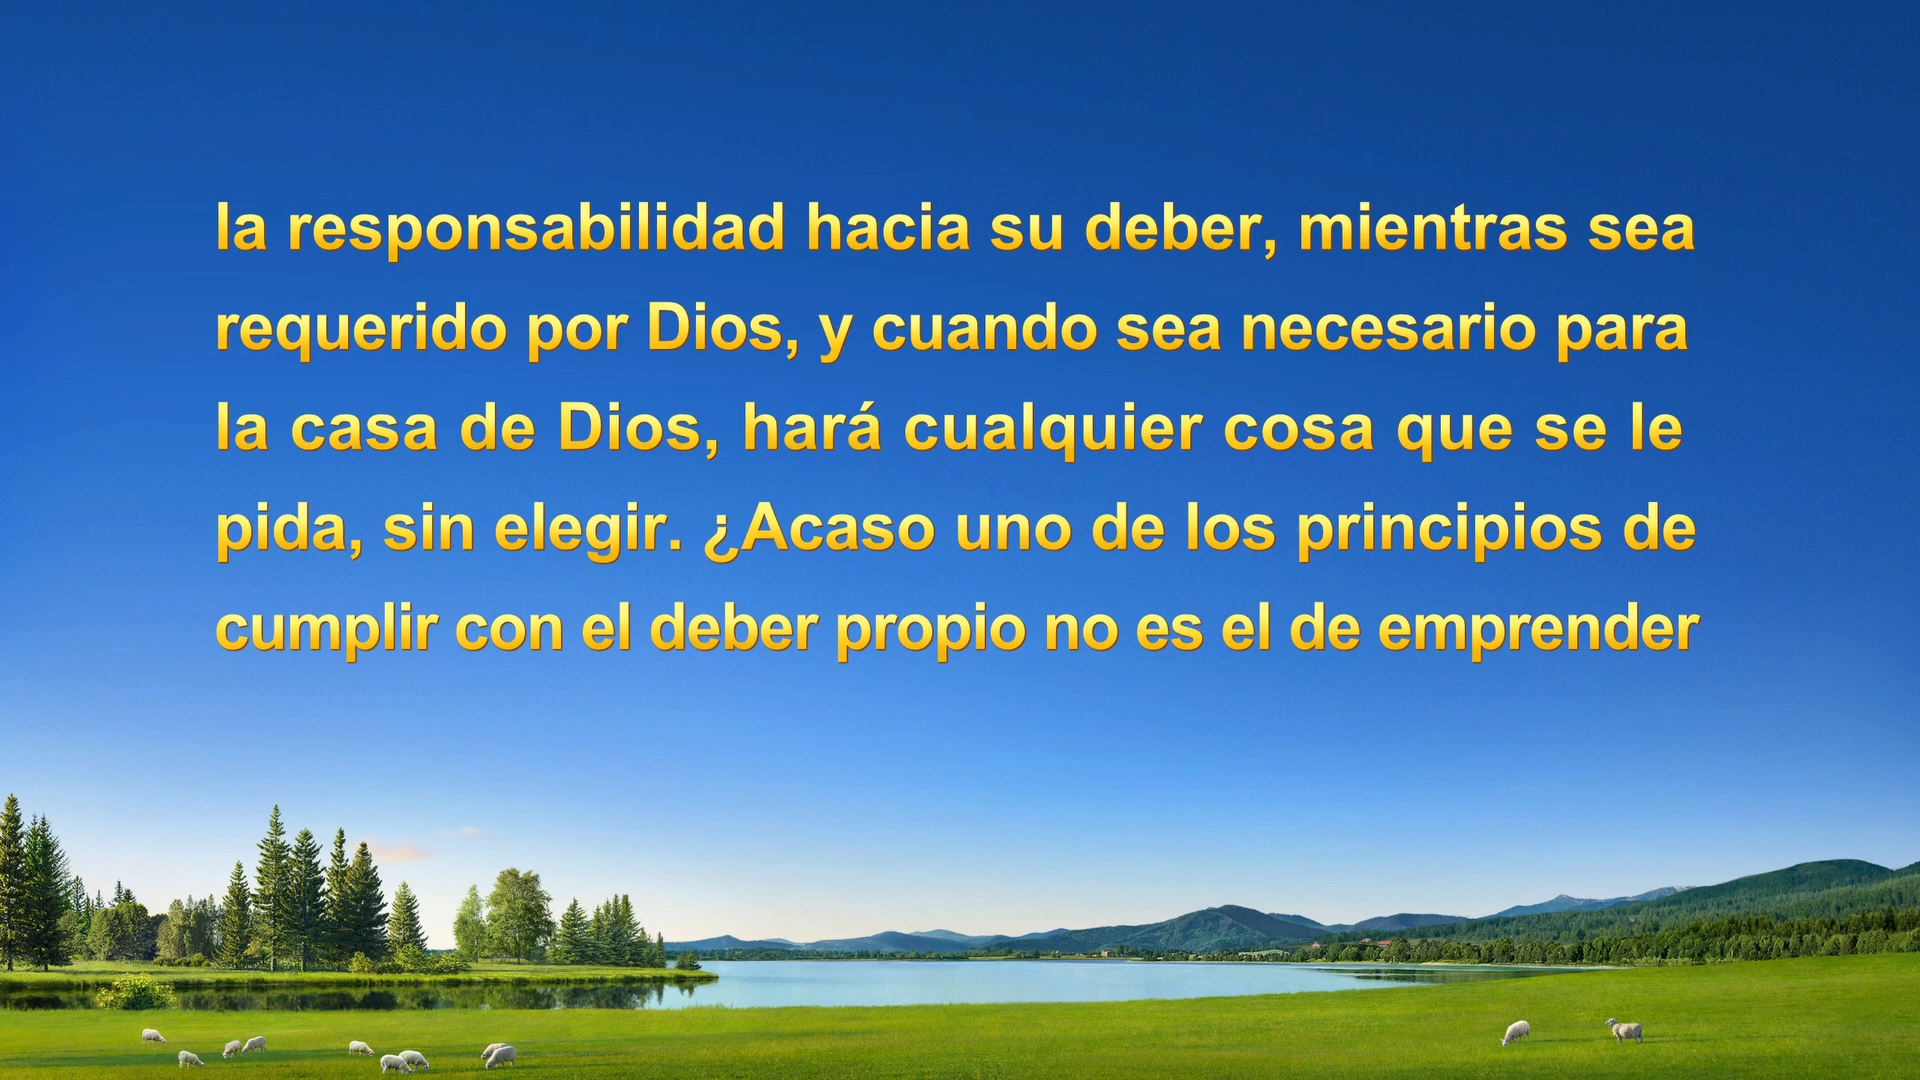 la responsabilidad hacia su deber, mientras sea
requerido por Dios, y cuando sea necesario para
la casa de Dios, hará cualquier cosa que se le
pida, sin elegir. ¿Acaso uno de los principios de
cumplir con el deber propio no es el de emprender